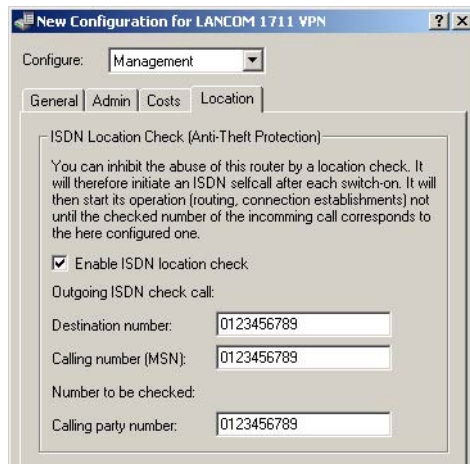 New Configuration for LANCOM 1711 VPN
Configure: Management
General Admin Costs Location
ISDN Location Check (Anti-Theft Protection)
You can inhibit the abuse of this router by a location check. It
will therefore initiate an ISDN selfcall after each switch-on. It will
then start its operation (routing, connection establishments) not
until the checked number of the incomming call corresponds to
the here configured one.
Enable ISDN location check
Outgoing ISDN check call:
Destination number: 0123456789
Calling number (MSN): 0123456789
Number to be checked:
Calling party number: 0123456789